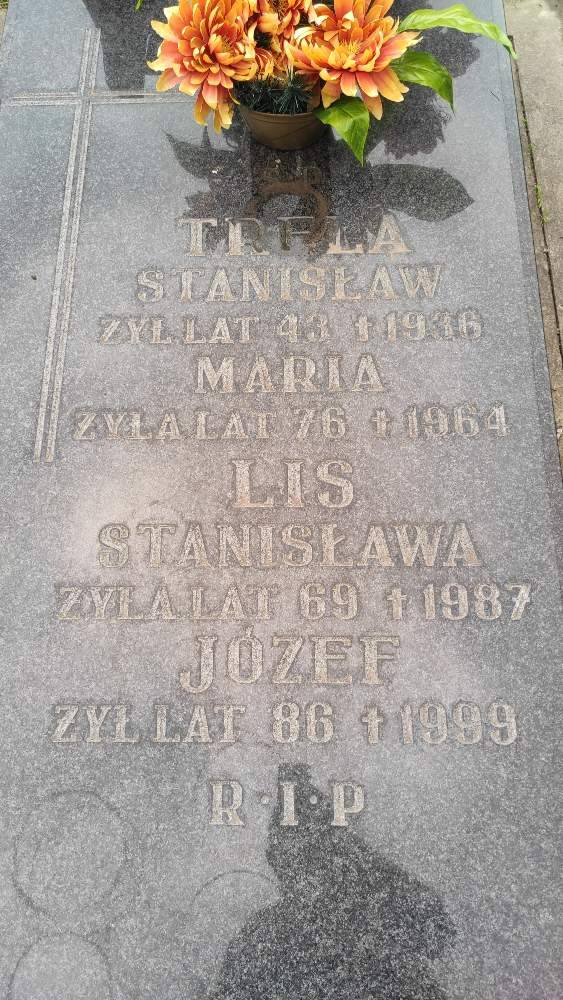 TRELA
STANISŁAW
ŻYŁ LAT 43 ✝ 1936
MARIA
ŻYŁA LAT 76 ✝ 1964
LIS
STANISŁAWA
ŻYŁA LAT 69 ✝ 1987
JÓZEF
ŻYŁ LAT 86 ✝ 1999
R·I·P